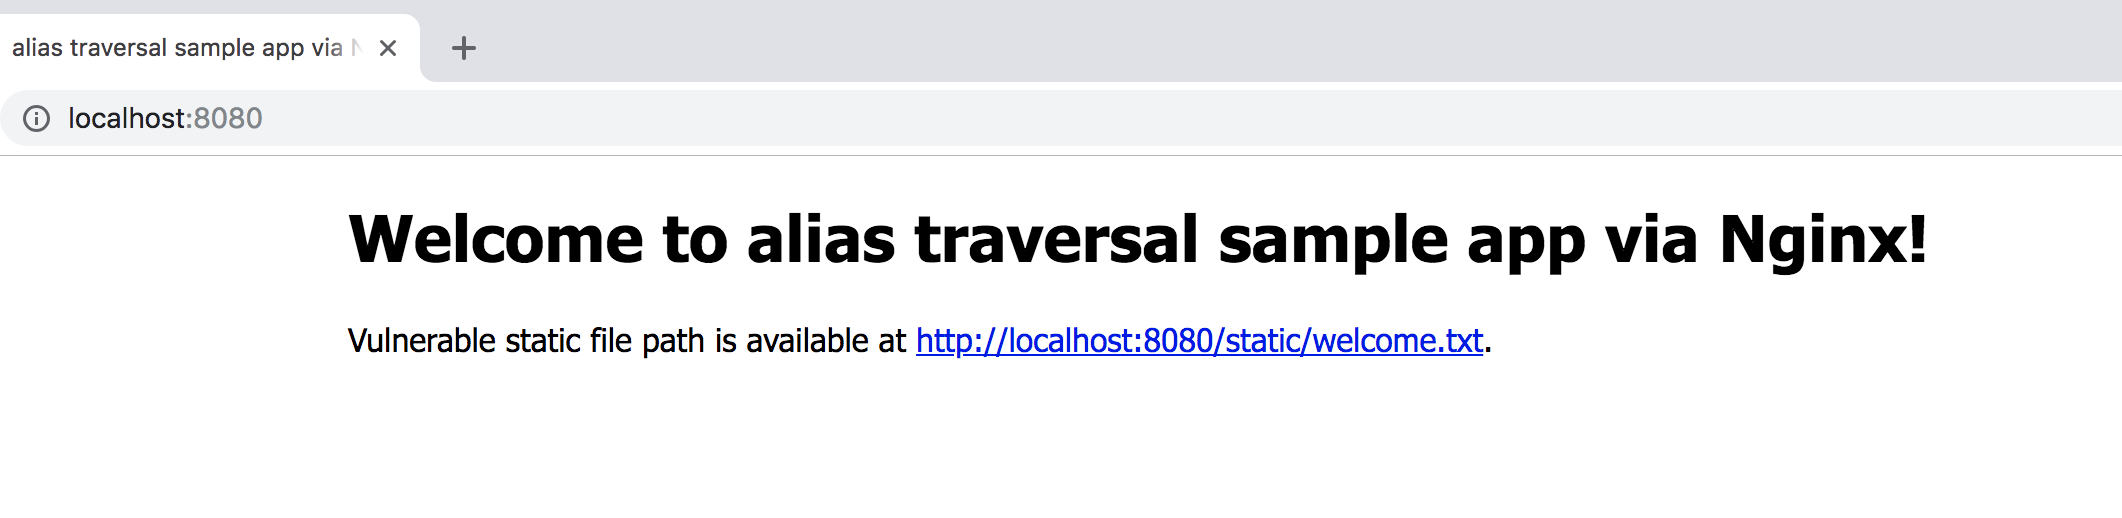 alias traversal sample app via
localhost:8080
Welcome to alias traversal sample app via Nginx!
Vulnerable static file path is available at http://localhost:8080/static/welcome.txt.